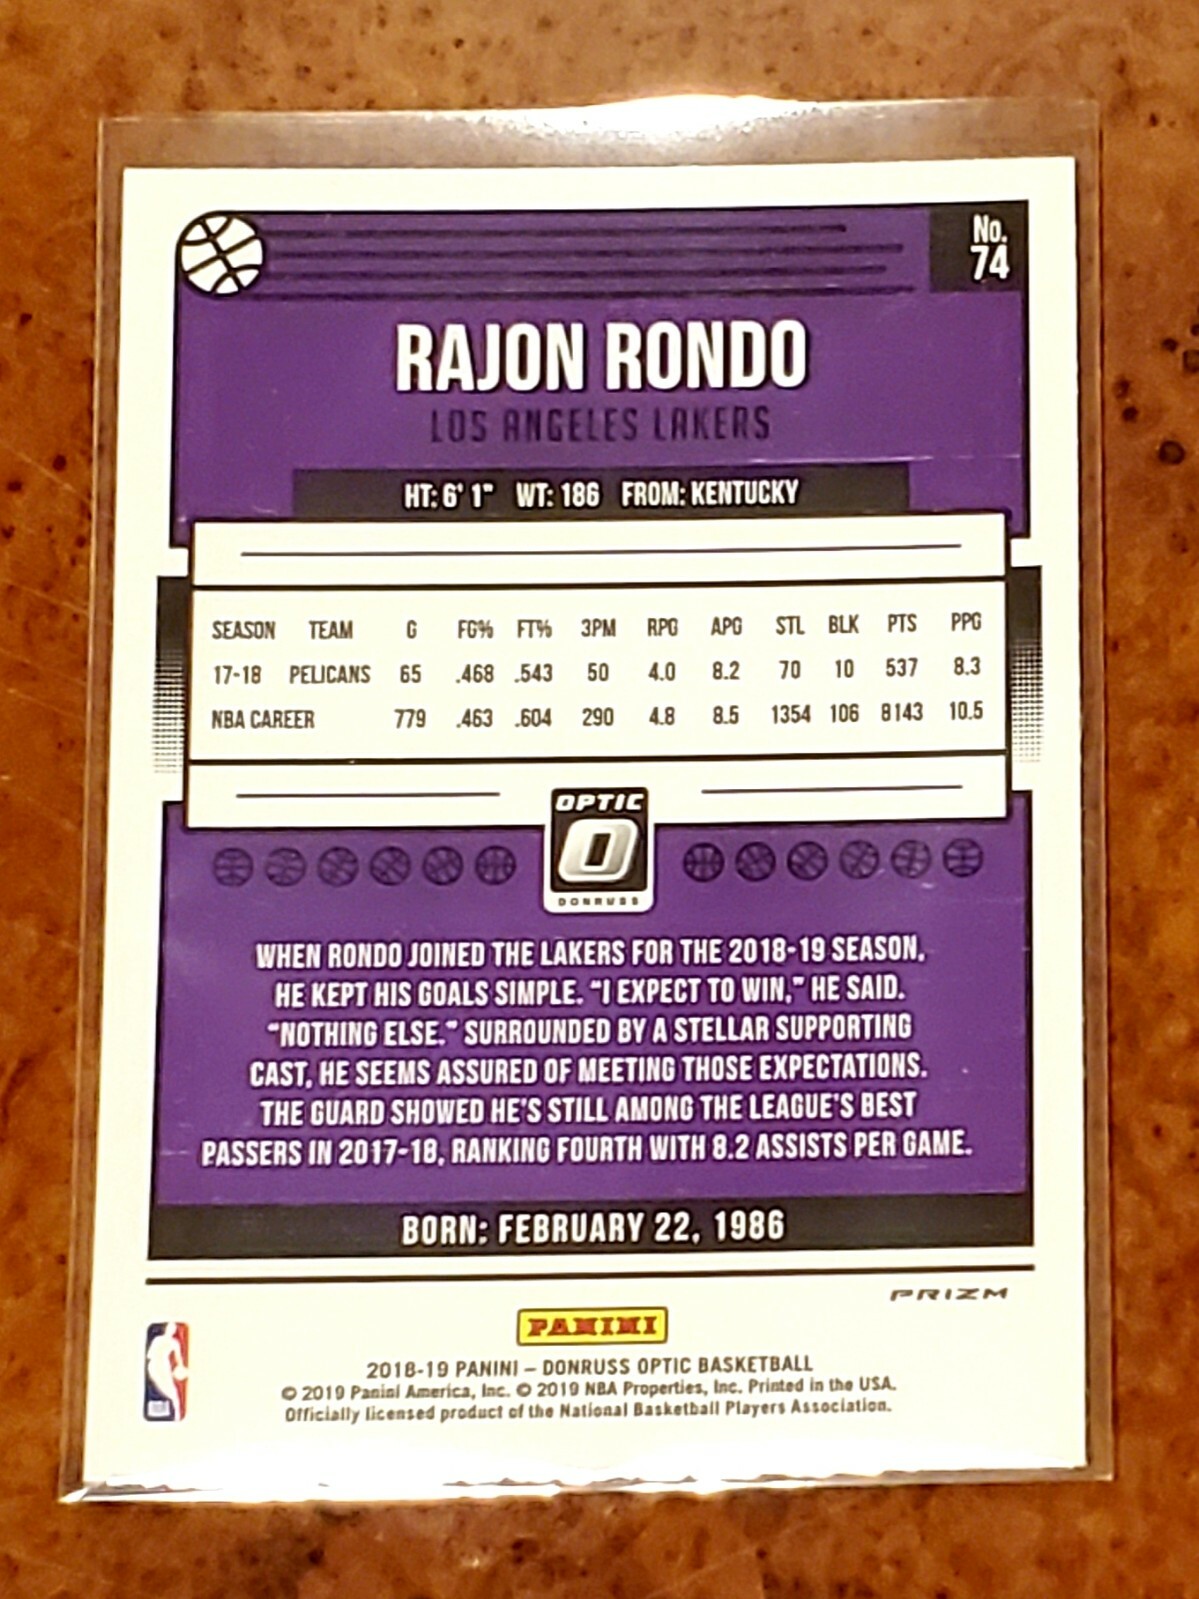 No.
74
RAJON RONDO
LOS ANGELES LAKERS
HT: 6' 1" WT: 186 FROM: KENTUCKY
SEASON TEAM G FG% FT% 3PM RPG APG STL BLK PTS PPG
17-18 PELICANS 65 .468 .543 50 4.0 8.2 70 10 537 8.3
NBA CAREER 779 .463 .604 290 4.8 8.5 1354 106 8143 10.5
OPTIC
O
DONRUSS
WHEN RONDO JOINED THE LAKERS FOR THE 2018-19 SEASON,
HE KEPT HIS GOALS SIMPLE. "I EXPECT TO WIN," HE SAID.
"NOTHING ELSE." SURROUNDED BY A STELLAR SUPPORTING
CAST, HE SEEMS ASSURED OF MEETING THOSE EXPECTATIONS.
THE GUARD SHOWED HE'S STILL AMONG THE LEAGUE'S BEST
PASSERS IN 2017-18, RANKING FOURTH WITH 8.2 ASSISTS PER GAME.
BORN: FEBRUARY 22, 1986
PRIZM
PANINI
2018-19 PANINI – DONRUSS OPTIC BASKETBALL
© 2019 Panini America, Inc. © 2019 NBA Properties, Inc. Printed in the USA.
Officially licensed product of the National Basketball Players Association.